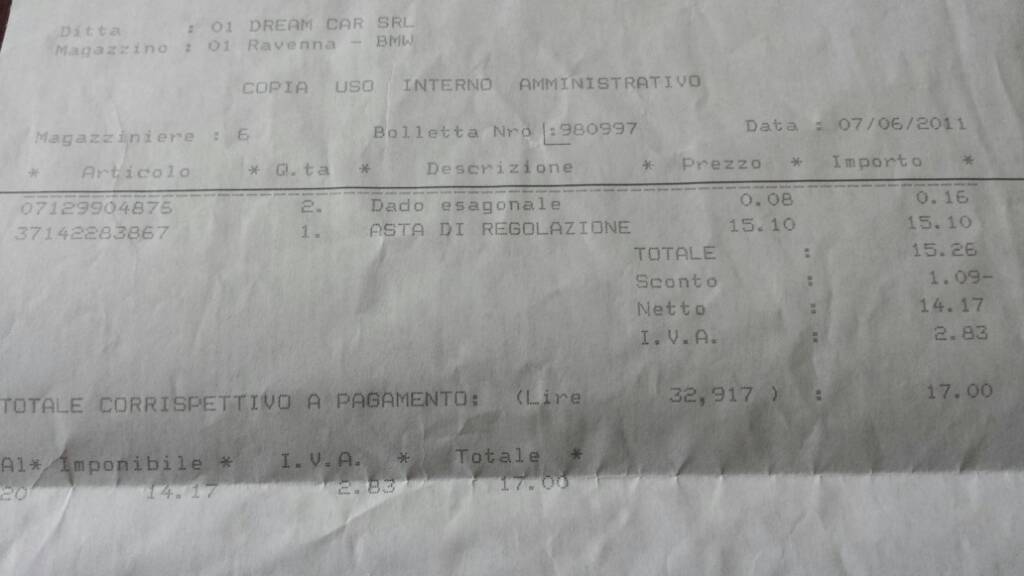 Ditta : 01 DREAM CAR SRL
Magazzino : 01 Ravenna - BMW
COPIA USO INTERNO AMMINISTRATIVO
Magazziniere : 6 Bolletta Nro :980997 Data : 07/06/2011
* Articolo * Q.ta * Descrizione * Prezzo * Importo *
07129904876 2. Dado esagonale 0.08 0.16
37142283867 1. ASTA DI REGOLAZIONE 15.10 15.10
TOTALE : 15.26
Sconto : 1.09-
Netto : 14.17
I.V.A. : 2.83
TOTALE CORRISPETTIVO A PAGAMENTO: (Lire 32,917 ) : 17.00
Al* Imponibile * I.V.A. * Totale *
20 14.17 2.83 17.00